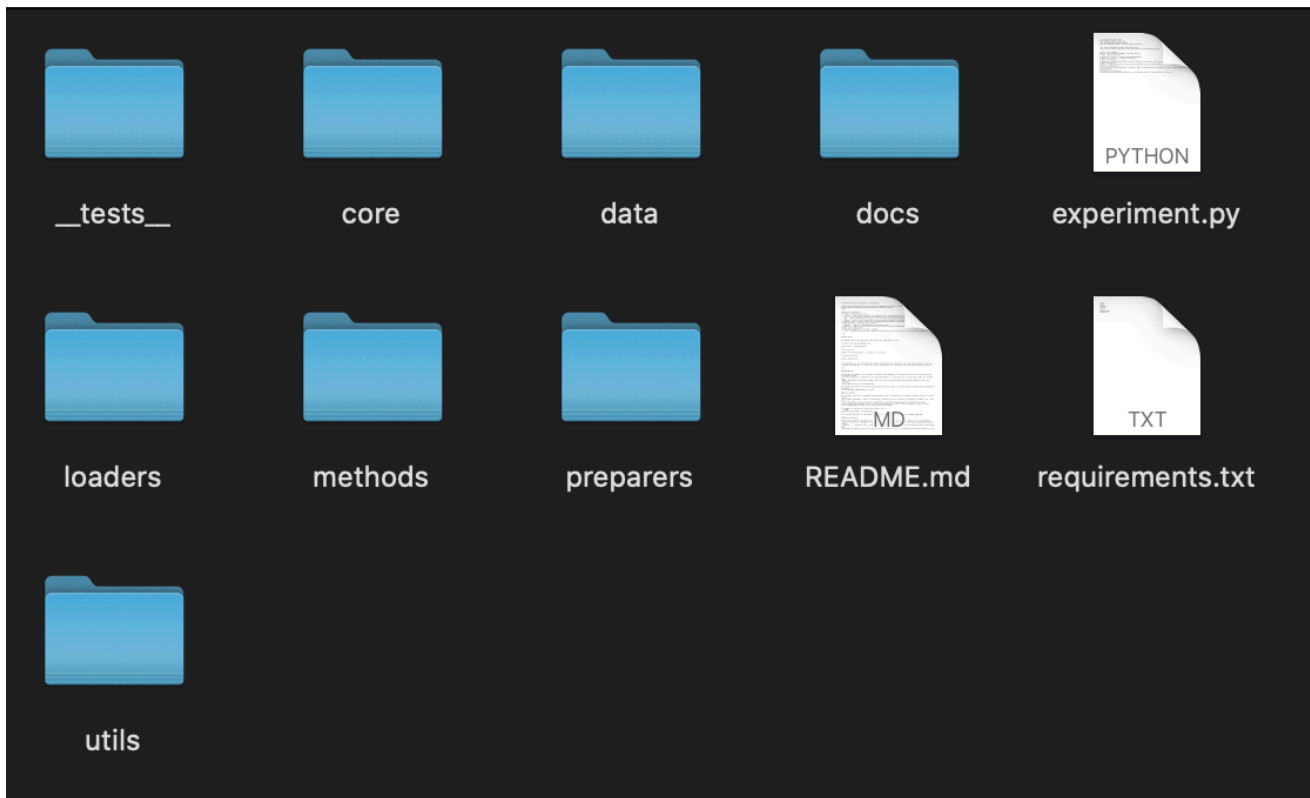 PYTHON
__tests__ core data docs experiment.py
MD TXT
loaders methods preparers README.md requirements.txt
utils